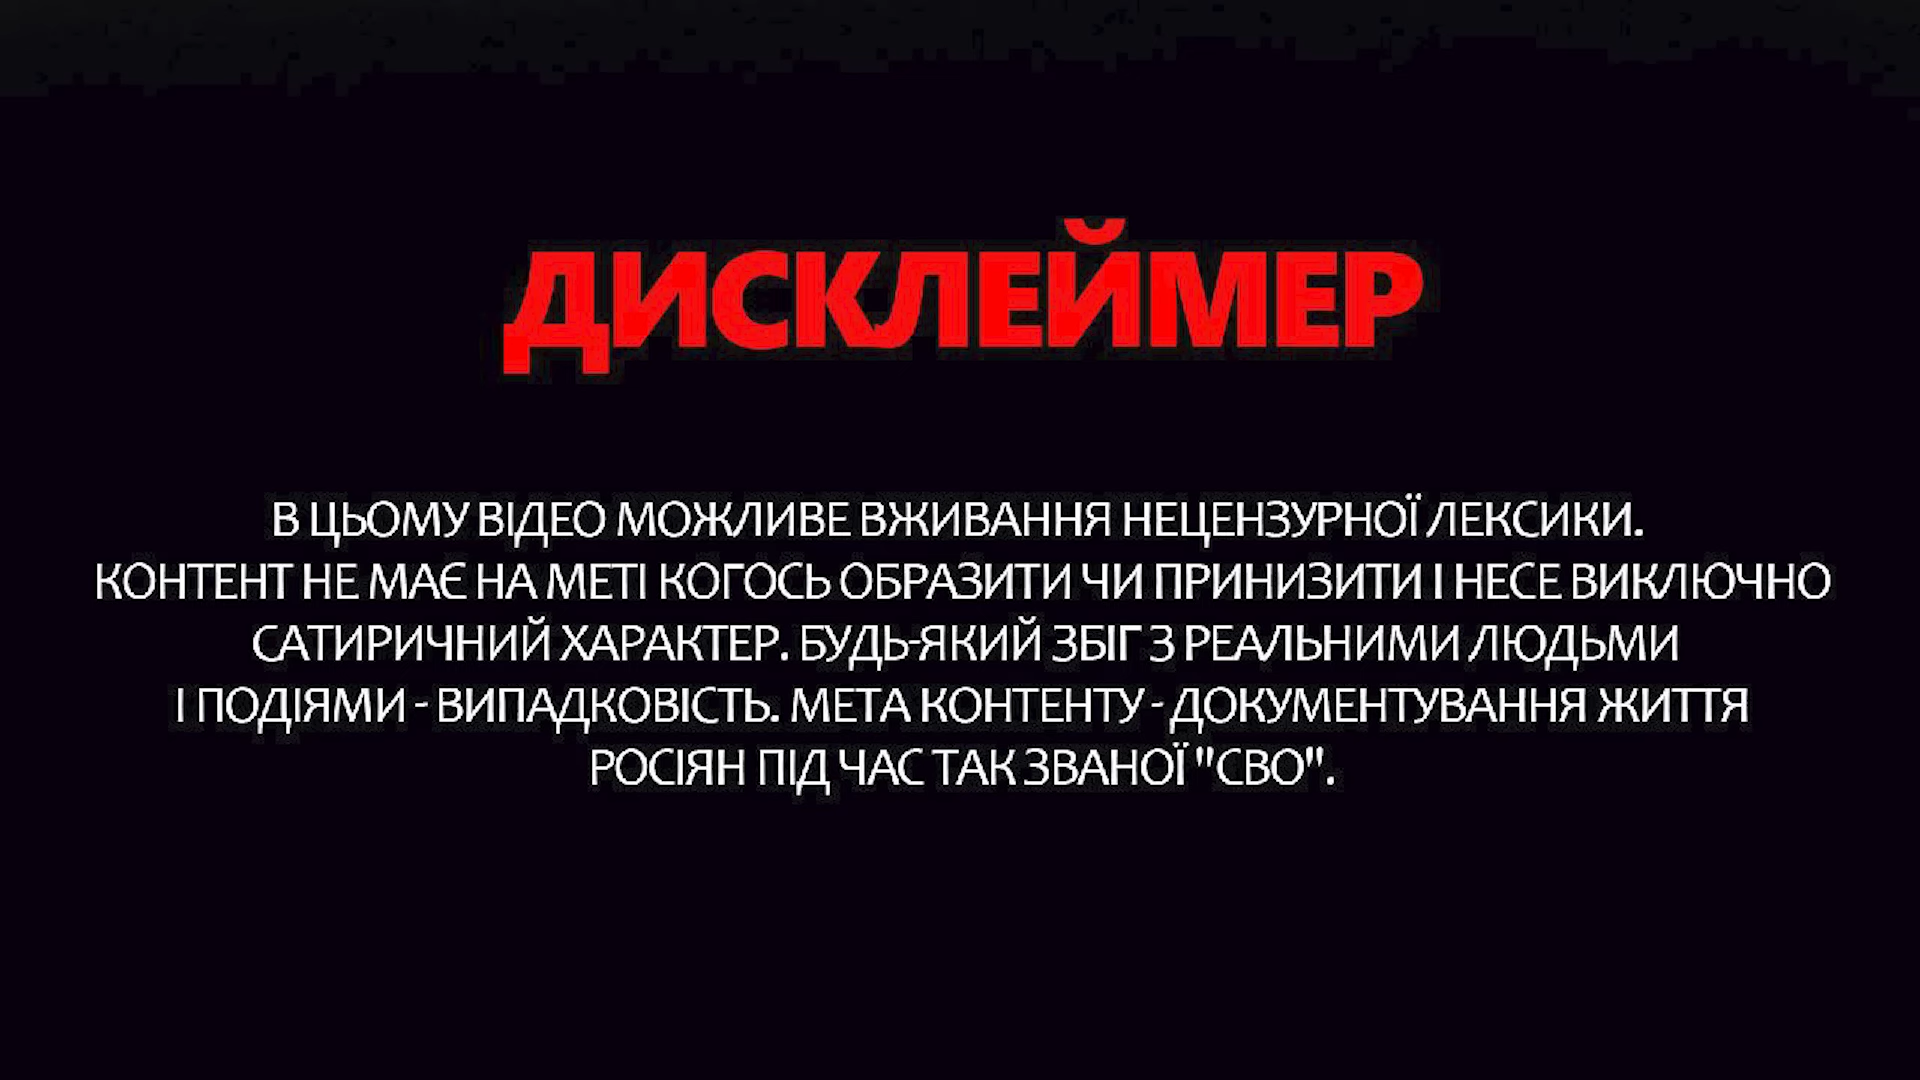 ДИСКЛЕЙМЕР
В ЦЬОМУ ВІДЕО МОЖЛИВЕ ВЖИВАННЯ НЕЦЕНЗУРНОЇ ЛЕКСИКИ.
КОНТЕНТ НЕ МАЄ НА МЕТІ КОГОСЬ ОБРАЗИТИ ЧИ ПРИНИЗИТИ І НЕСЕ ВИКЛЮЧНО
САТИРИЧНИЙ ХАРАКТЕР. БУДЬ-ЯКИЙ ЗБІГ З РЕАЛЬНИМИ ЛЮДЬМИ
І ПОДІЯМИ - ВИПАДКОВІСТЬ. МЕТА КОНТЕНТУ - ДОКУМЕНТУВАННЯ ЖИТТЯ
РОСІЯН ПІД ЧАС ТАК ЗВАНОЇ "СВО".